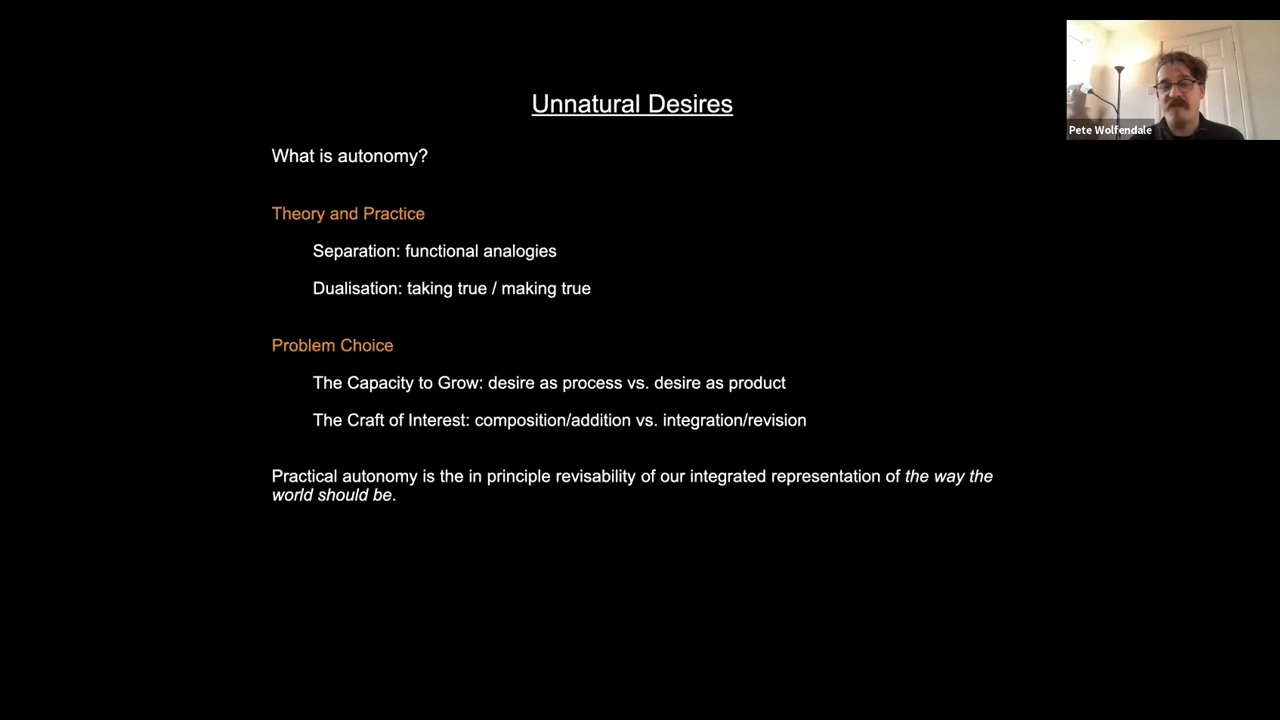 Unnatural Desires
Pete Wolfendale
What is autonomy?
Theory and Practice
Separation: functional analogies
Dualisation: taking true / making true
Problem Choice
The Capacity to Grow: desire as process vs. desire as product
The Craft of Interest: composition/addition vs. integration/revision
Practical autonomy is the in principle revisability of our integrated representation of the way the
world should be.